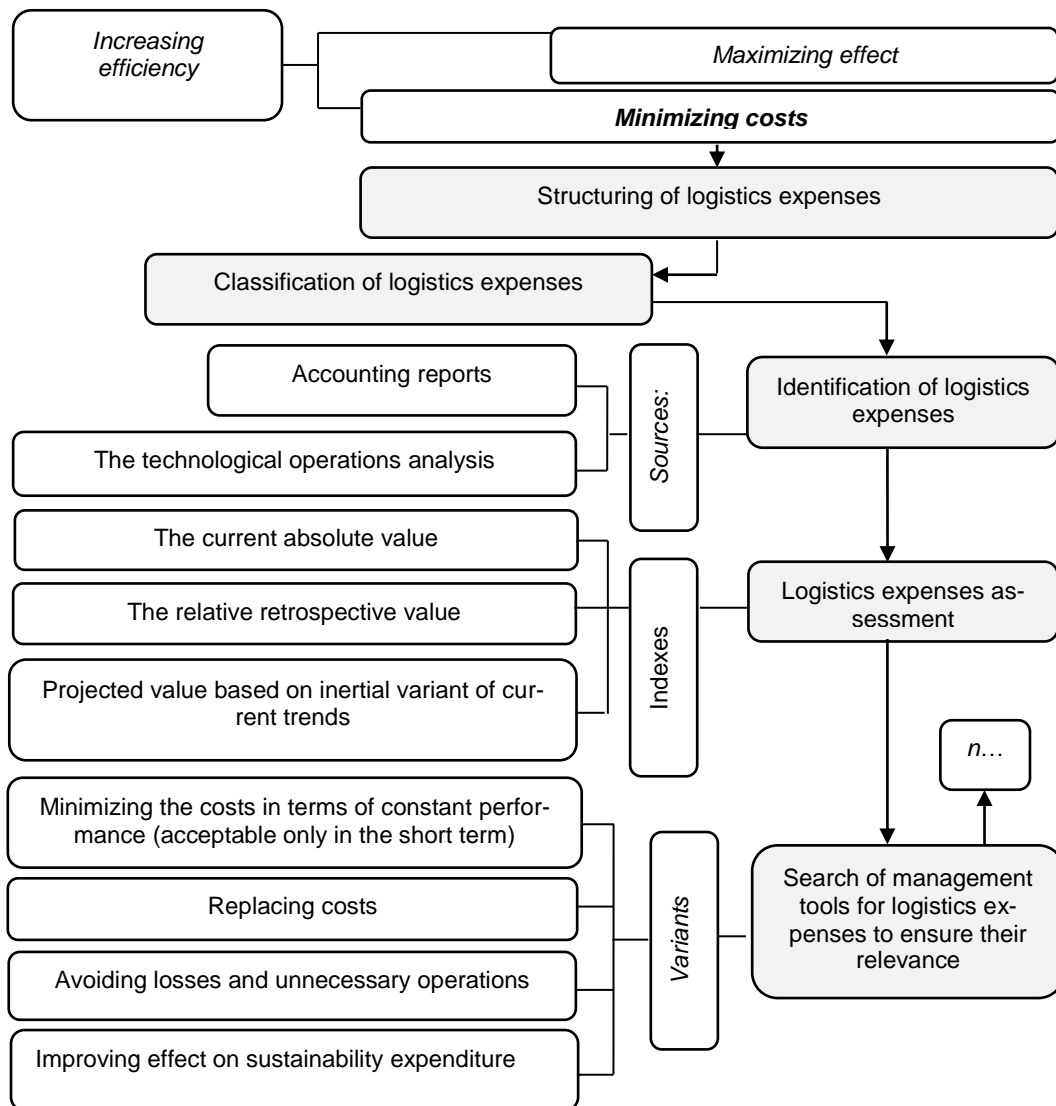 Increasing
efficiency
Maximizing effect
Minimizing costs
Structuring of logistics expenses
Classification of logistics expenses
Accounting reports
The technological operations analysis
Sources:
Identification of logistics
expenses
The current absolute value
The relative retrospective value
Projected value based on inertial variant of cur-
rent trends
Indexes
Logistics expenses as-
sessment
n…
Minimizing the costs in terms of constant perfor-
mance (acceptable only in the short term)
Replacing costs
Avoiding losses and unnecessary operations
Improving effect on sustainability expenditure
Variants
Search of management
tools for logistics ex-
penses to ensure their
relevance